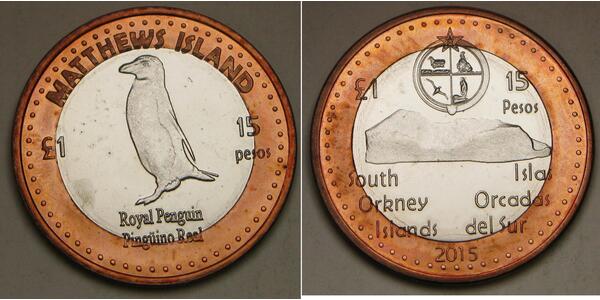 MATTHEWS ISLAND
£1 15
pesos
Royal Penguin
Pingüino Real
£1 15
Pesos
South Islas
Orkney Orcadas
Islands del Sur
2015